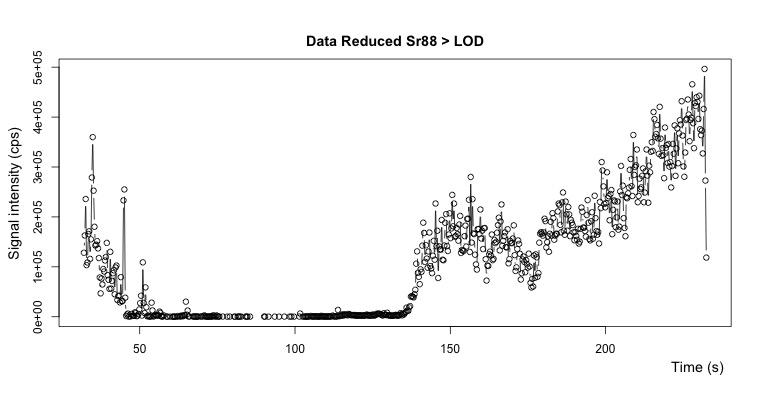 Data Reduced Sr88 > LOD
Signal intensity (cps)
5e+05
4e+05
3e+05
2e+05
1e+05
0e+00
50
100
150
200
Time (s)